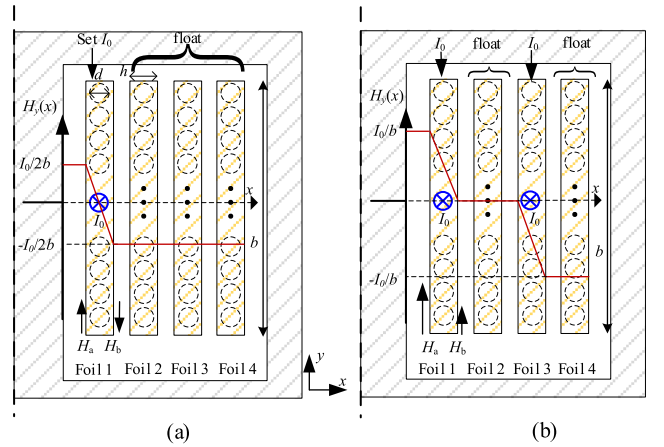 Set I0
float
d
h
Hy(x)
I0/2b
x
I0
-I0/2b
b
Ha
Hb
Foil 1 Foil 2 Foil 3 Foil 4
y
x
(a)
I0 float I0 float
Hy(x)
I0/b
x
I0
I0
b
-I0/b
Ha
Hb
Foil 1 Foil 2 Foil 3 Foil 4
(b)